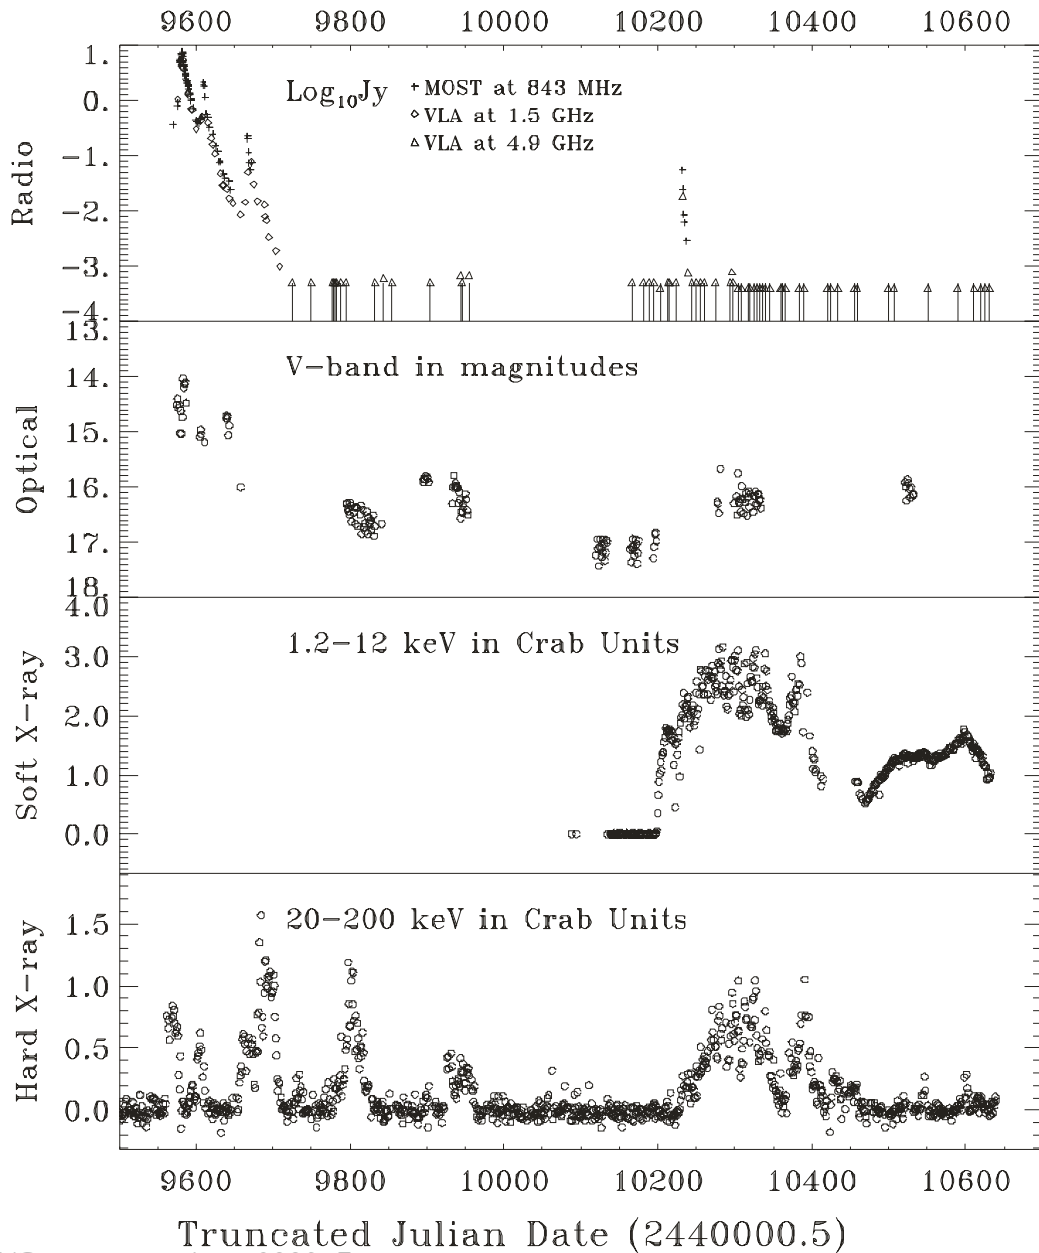 9600 9800 10000 10200 10400 10600
Radio
1.
0.
−1.
−2.
−3.
−4.
Log10Jy
+ MOST at 843 MHz
◇ VLA at 1.5 GHz
△ VLA at 4.9 GHz
Optical
13.
14.
15.
16.
17.
18.
V−band in magnitudes
Soft X−ray
4.0
3.0
2.0
1.0
0.0
1.2−12 keV in Crab Units
Hard X−ray
1.5
1.0
0.5
0.0
20−200 keV in Crab Units
9600 9800 10000 10200 10400 10600
Truncated Julian Date (2440000.5)